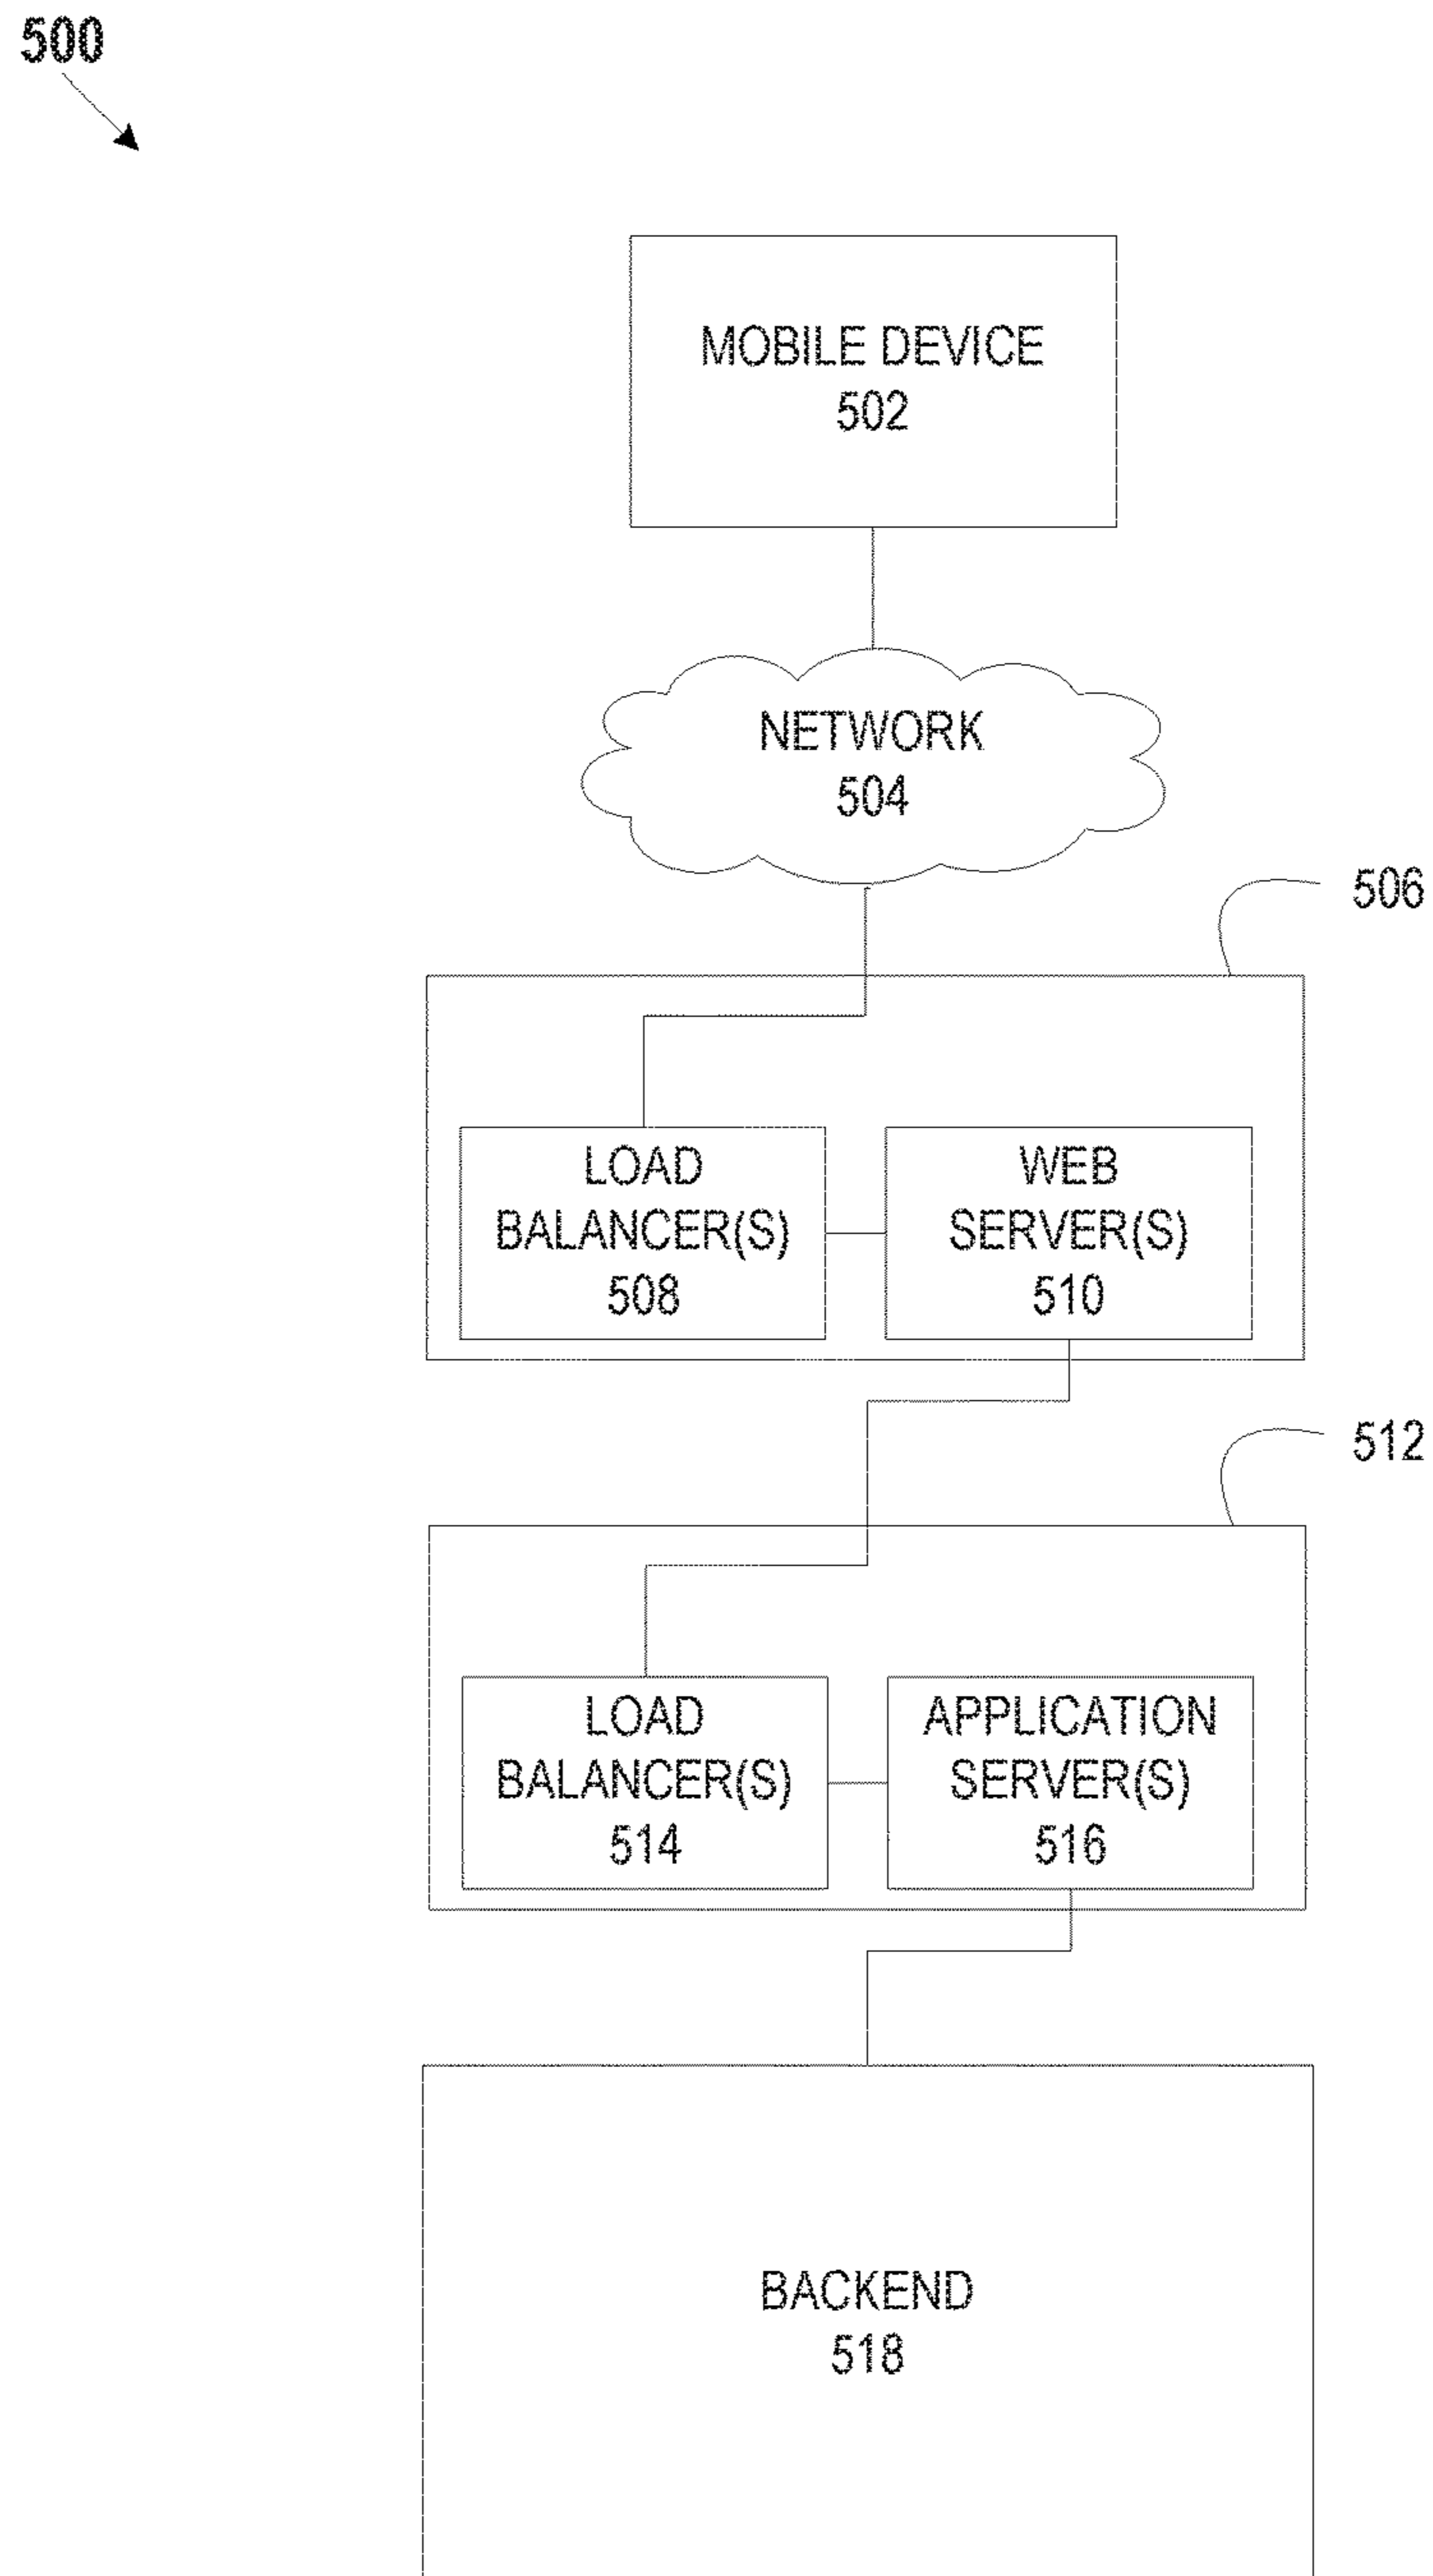 500
MOBILE DEVICE
502
NETWORK
504
506
LOAD
BALANCER(S)
508
WEB
SERVER(S)
510
512
LOAD
BALANCER(S)
514
APPLICATION
SERVER(S)
516
BACKEND
518